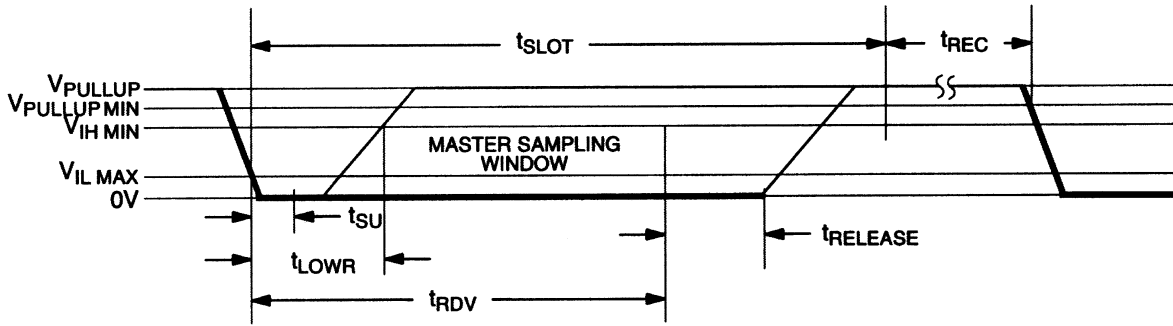 tSLOT
tREC
VPULLUP
VPULLUP MIN
VIH MIN
MASTER SAMPLING
WINDOW
VIL MAX
0V
tSU
tRELEASE
tLOWR
tRDV